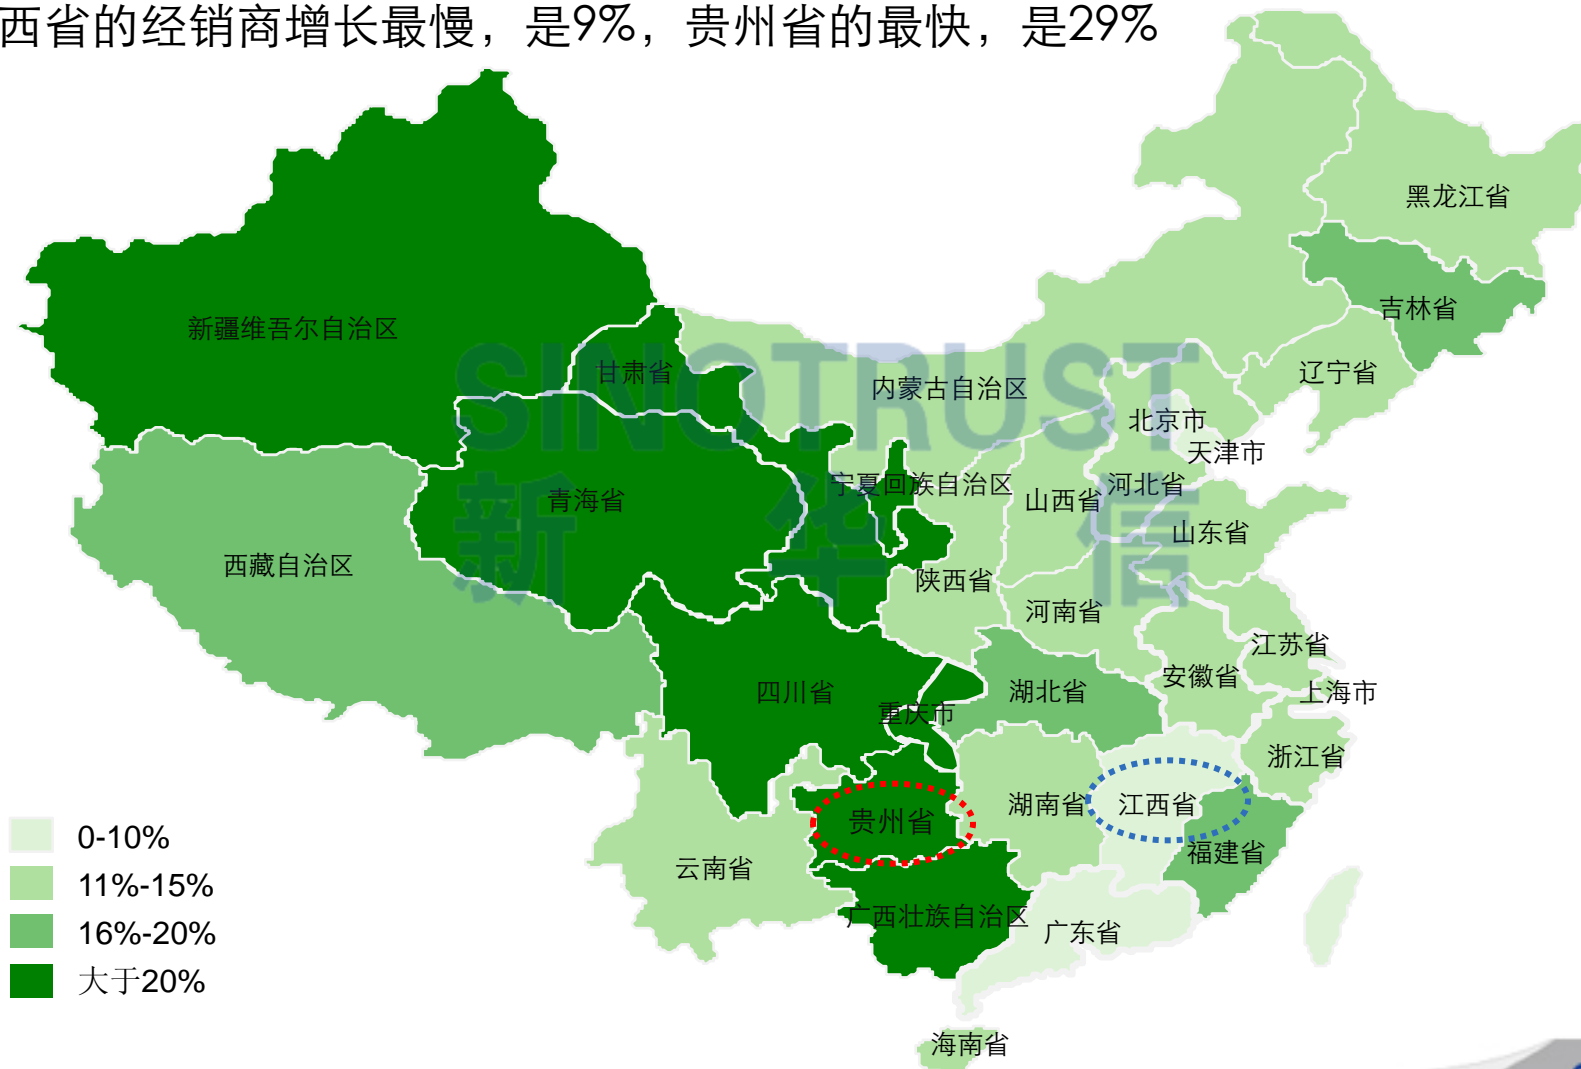 西省的经销商增长最慢，是9%，贵州省的最快，是29%
黑龙江省
吉林省
新疆维吾尔自治区
辽宁省
甘肃省
内蒙古自治区
SINOTRUST
北京市
天津市
宁夏回族自治区
河北省
青海省
山西省
山东省
新华信
西藏自治区
陕西省
河南省
江苏省
安徽省
四川省
湖北省
上海市
重庆市
浙江省
湖南省
江西省
贵州省
福建省
云南省
广西壮族自治区
广东省
海南省
0-10%
11%-15%
16%-20%
大于20%